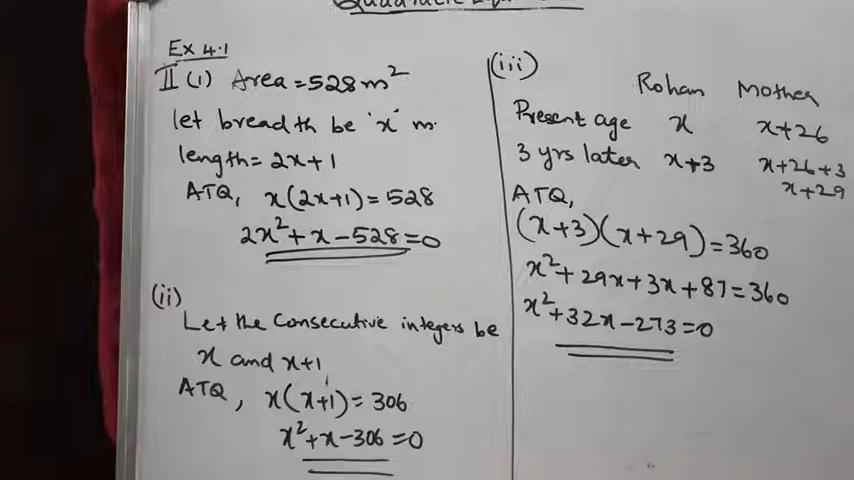 Ex 4.1
II (i) Area = 528 m²
let breadth be 'x' m.
length = 2x+1
ATQ, x(2x+1) = 528
2x²+x-528=0
(ii)
Let the Consecutive integers be
x and x+1
ATQ, x(x+1) = 306
x²+x-306=0
(iii)
Rohan Mother
Present age x x+26
3 yrs later x+3 x+26+3
x+29
ATQ,
(x+3)(x+29)=360
x²+29x+3x+87=360
x²+32x-273=0